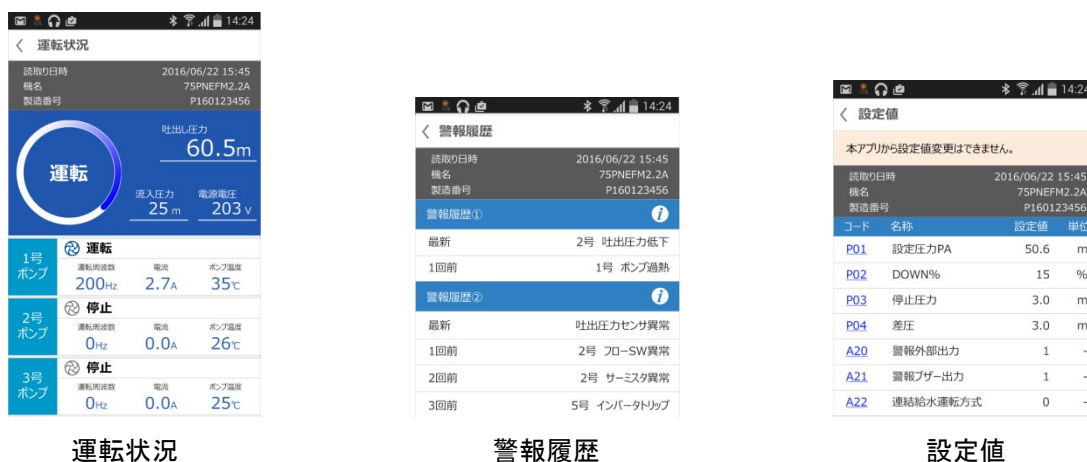 14:24
運転状況
読取り日時 2016/06/22 15:45
機名 75PNEFM2.2A
製造番号 P160123456
吐出し圧力
60.5m
運転
流入圧力 電源電圧
25 m 203 V
1号ポンプ
運転
運転周波数 電流 ポンプ温度
200Hz 2.7A 35℃
2号ポンプ
停止
運転周波数 電流 ポンプ温度
0Hz 0.0A 26℃
3号ポンプ
停止
運転周波数 電流 ポンプ温度
0Hz 0.0A 25℃
運転状況
14:24
警報履歴
読取り日時 2016/06/22 15:45
機名 75PNEFM2.2A
製造番号 P160123456
警報履歴① i
最新 2号 吐出圧力低下
1回前 1号 ポンプ過熱
警報履歴② i
最新 吐出圧力センサ異常
1回前 2号 フローSW異常
2回前 2号 サーミスタ異常
3回前 5号 インバータトリップ
警報履歴
14:24
設定値
本アプリから設定値変更はできません。
読取り日時 2016/06/22 15:45
機名 75PNEFM2.2A
製造番号 P160123456
コード 名称 設定値 単位
P01 設定圧力PA 50.6 m
P02 DOWN% 15 %
P03 停止圧力 3.0 m
P04 差圧 3.0 m
A20 警報外部出力 1 -
A21 警報ブザー出力 1 -
A22 連結給水運転方式 0 -
設定値